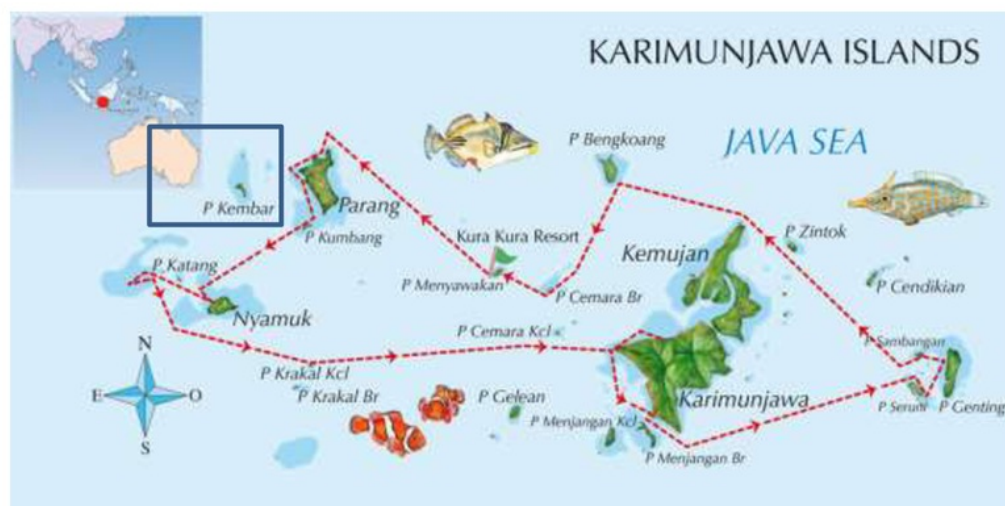 KARIMUNJAWA ISLANDS
JAVA SEA
P Bengkoang
P Kembar
Parang
P Kumbang
Kura Kura Resort
Kemujan
P Zintok
P Katang
P Menyawakan
P Cemara Br
P Cendikian
Nyamuk
P Cemara Kcl
P Sambangan
N
P Krakal Kcl
E
O
P Krakal Br
P Gelean
Karimunjawa
P Seruni
P Genting
P Menjangan Kcl
S
P Menjangan Br